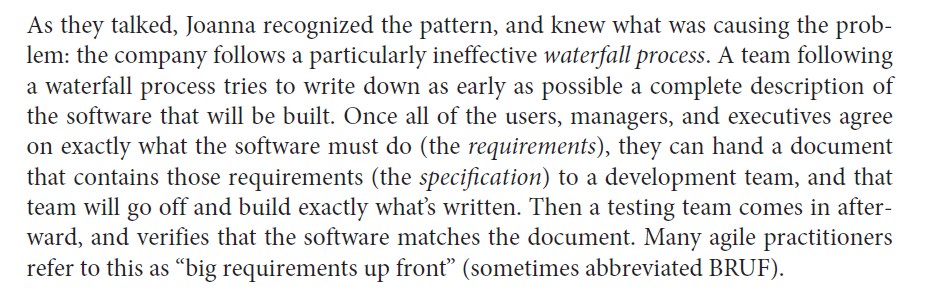 As they talked, Joanna recognized the pattern, and knew what was causing the prob-
lem: the company follows a particularly ineffective waterfall process. A team following
a waterfall process tries to write down as early as possible a complete description of
the software that will be built. Once all of the users, managers, and executives agree
on exactly what the software must do (the requirements), they can hand a document
that contains those requirements (the specification) to a development team, and that
team will go off and build exactly what’s written. Then a testing team comes in after-
ward, and verifies that the software matches the document. Many agile practitioners
refer to this as “big requirements up front” (sometimes abbreviated BRUF).